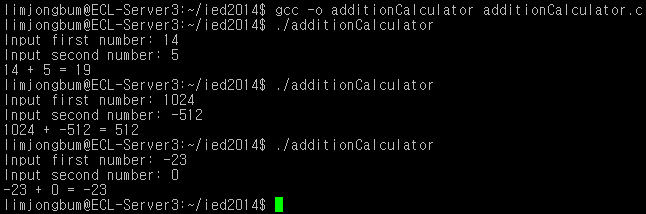 limjongbum@ECL-Server3:~/ied2014$ gcc -o additionCalculator additionCalculator.c
limjongbum@ECL-Server3:~/ied2014$ ./additionCalculator
Input first number: 14
Input second number: 5
14 + 5 = 19
limjongbum@ECL-Server3:~/ied2014$ ./additionCalculator
Input first number: 1024
Input second number: -512
1024 + -512 = 512
limjongbum@ECL-Server3:~/ied2014$ ./additionCalculator
Input first number: -23
Input second number: 0
-23 + 0 = -23
limjongbum@ECL-Server3:~/ied2014$